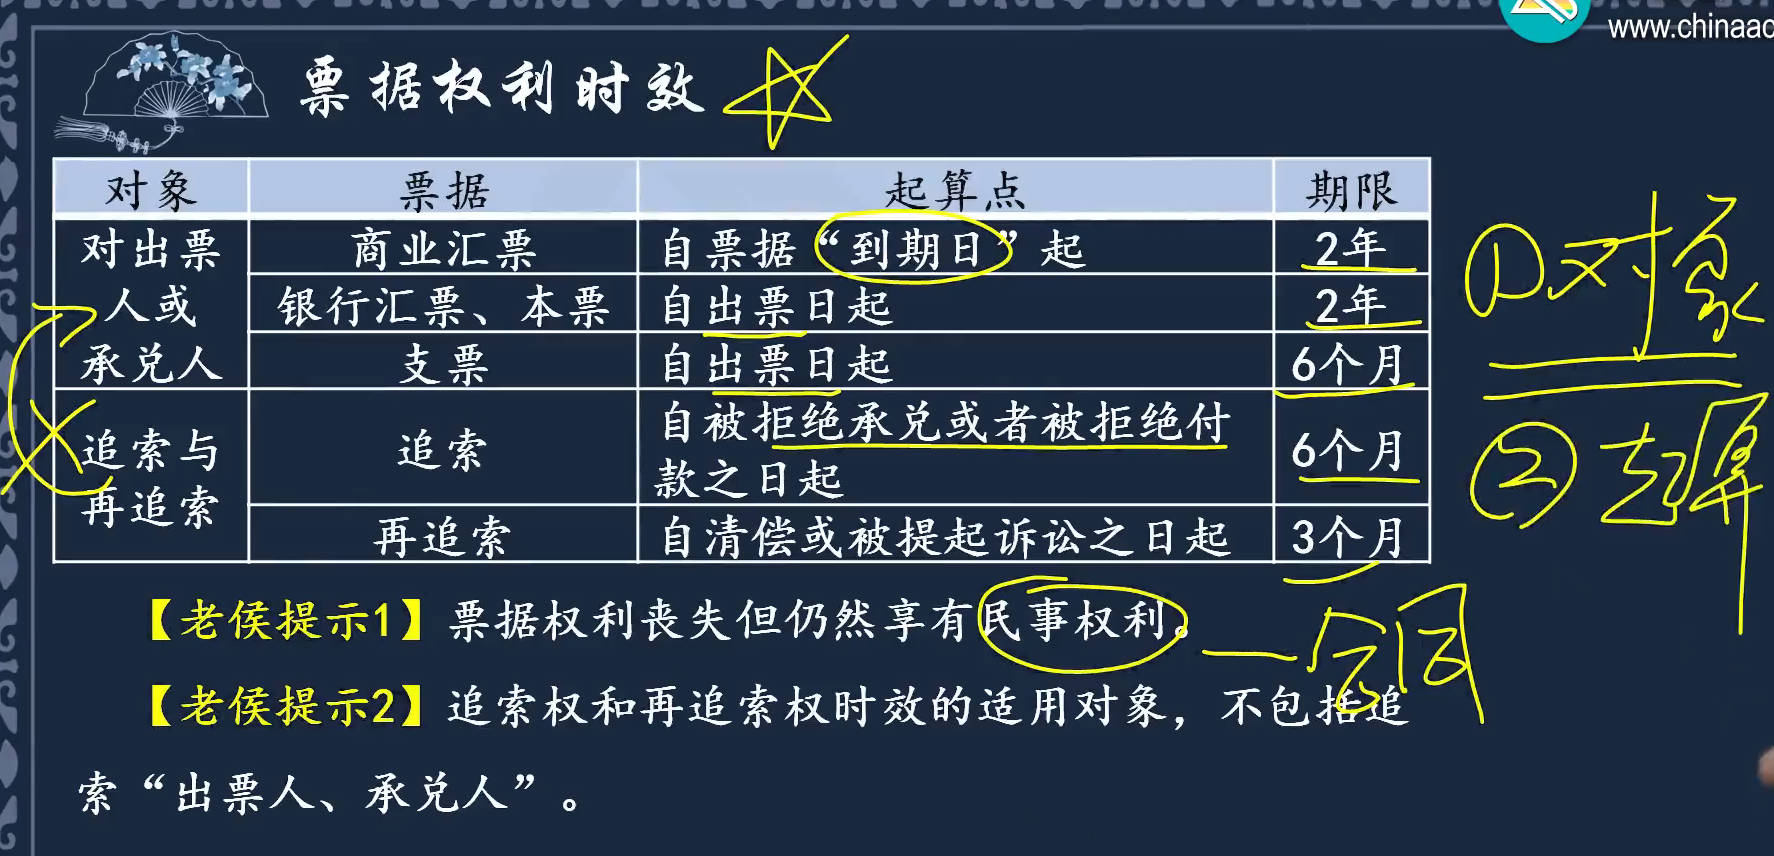 www.chinaac
票据权利时效
对象 票据 起算点 期限
对出票人或承兑人 商业汇票 自票据“到期日”起 2年
银行汇票、本票 自出票日起 2年
支票 自出票日起 6个月
追索与再追索 追索 自被拒绝承兑或者被拒绝付
款之日起 6个月
再追索 自清偿或被提起诉讼之日起 3个月
【老侯提示1】票据权利丧失但仍然享有民事权利。
【老侯提示2】追索权和再追索权时效的适用对象，不包括追
索“出票人、承兑人”。
①对象
②起算
合同